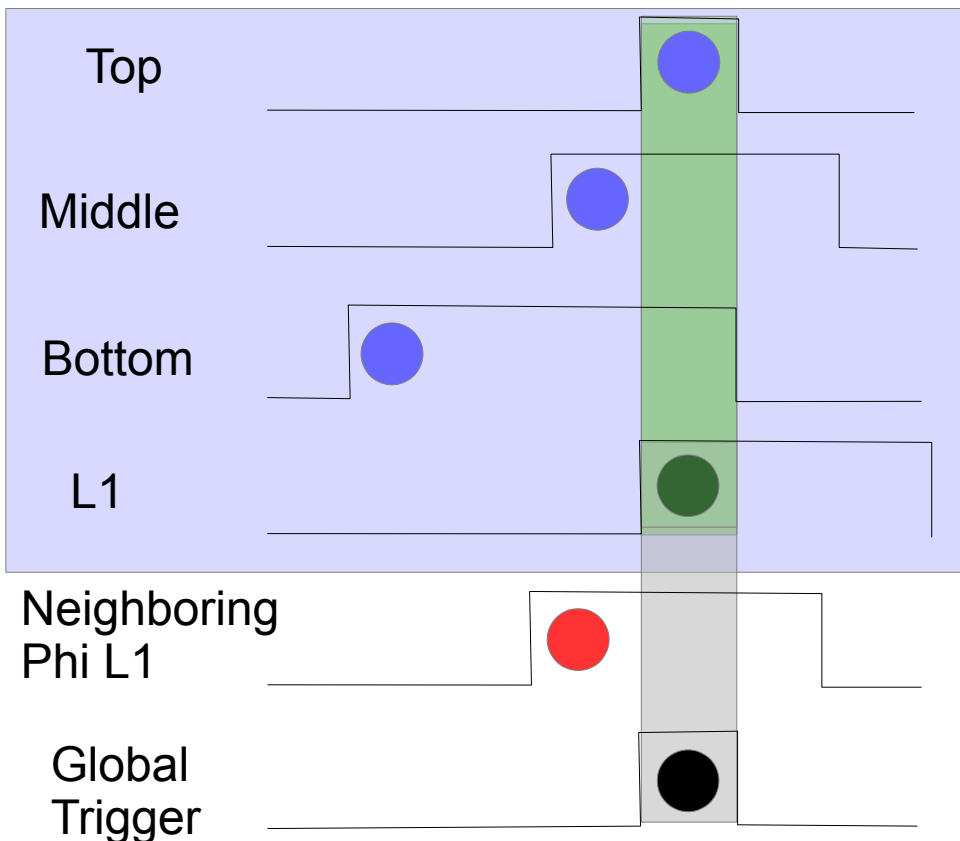 Top
Middle
Bottom
L1
Neighboring
Phi L1
Global
Trigger